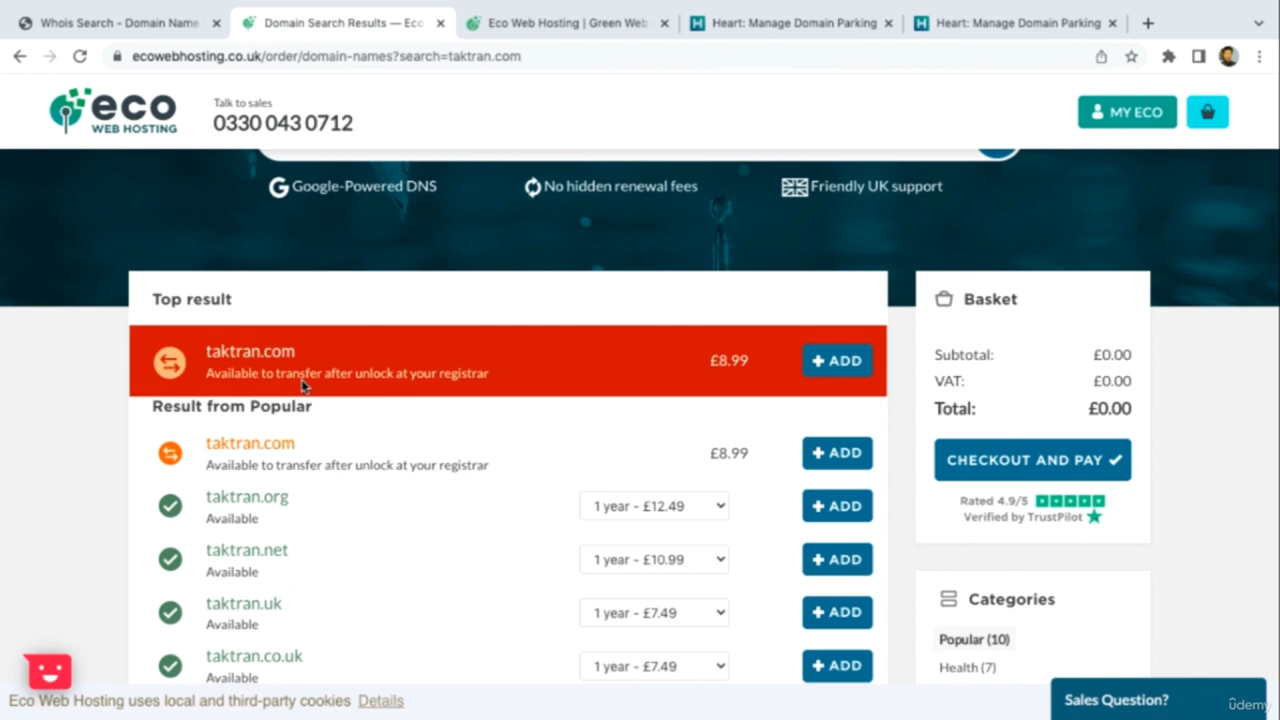 Whois Search - Domain Name
Domain Search Results — Eco
Eco Web Hosting | Green Web
Heart: Manage Domain Parking
Heart: Manage Domain Parking
ecowebhosting.co.uk/order/domain-names?search=taktran.com
eco
WEB HOSTING
Talk to sales
0330 043 0712
MY ECO
Google-Powered DNS
No hidden renewal fees
Friendly UK support
Top result
taktran.com
Available to transfer after unlock at your registrar
£8.99
+ ADD
Result from Popular
taktran.com
Available to transfer after unlock at your registrar
£8.99
+ ADD
taktran.org
Available
1 year - £12.49
+ ADD
taktran.net
Available
1 year - £10.99
+ ADD
taktran.uk
Available
1 year - £7.49
+ ADD
taktran.co.uk
Available
1 year - £7.49
+ ADD
Basket
Subtotal: £0.00
VAT: £0.00
Total: £0.00
CHECKOUT AND PAY
Rated 4.9/5
Verified by TrustPilot
Categories
Popular (10)
Health (7)
Eco Web Hosting uses local and third-party cookies Details
Sales Question?
udemy